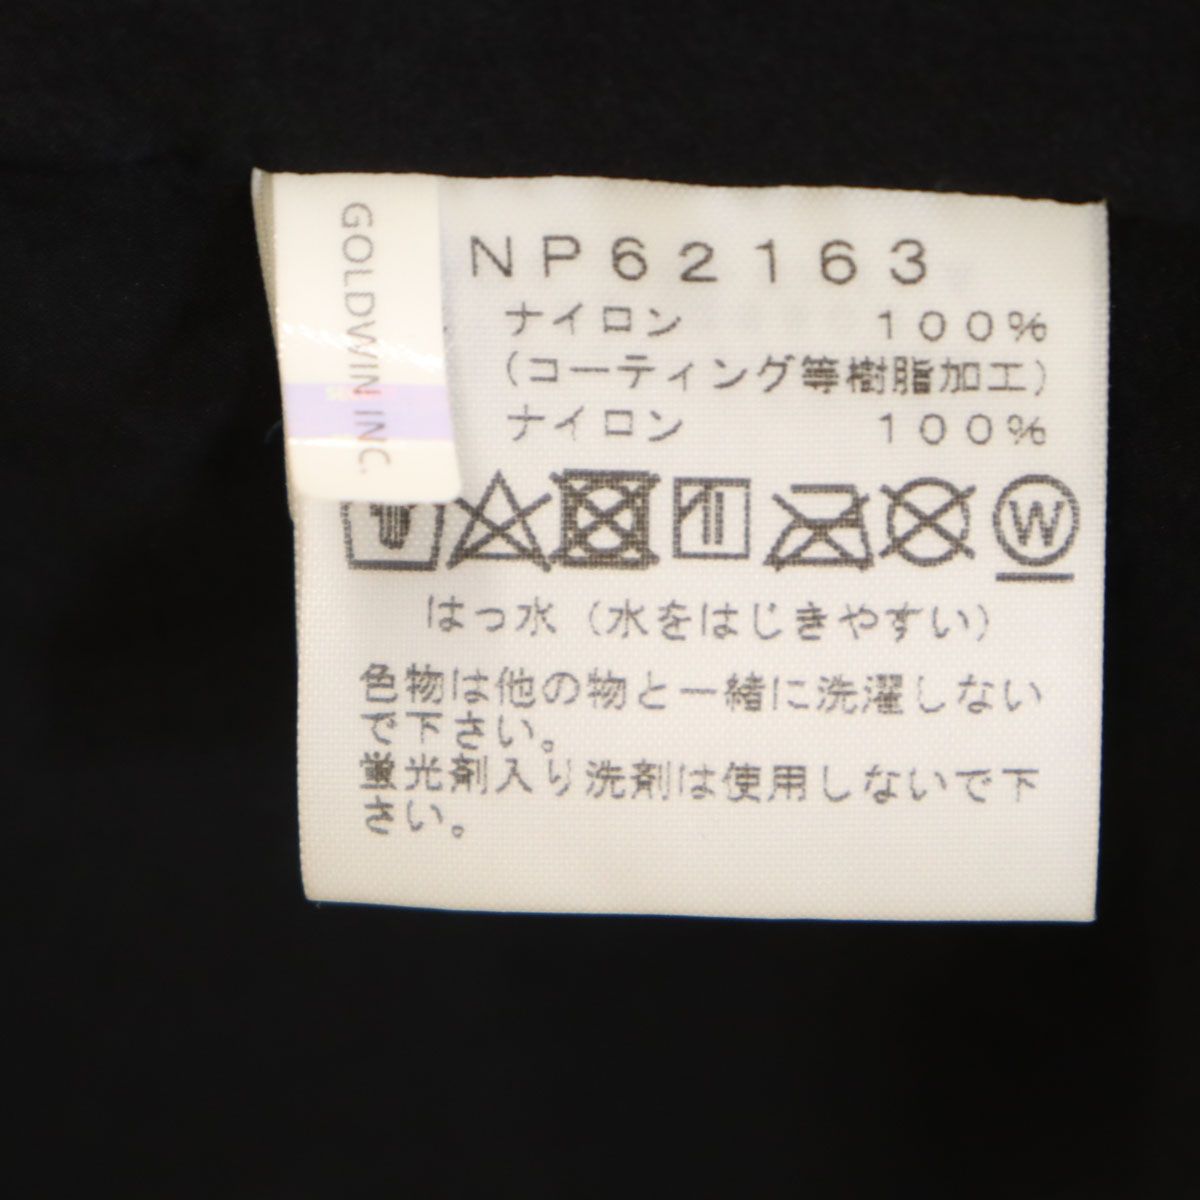 GOLDWIN INC.
NP62163
ナイロン 100%
(コーティング等樹脂加工)
ナイロン 100%
W
はっ水（水をはじきやすい）
色物は他の物と一緒に洗濯しない
で下さい。
蛍光剤入り洗剤は使用しないで下
さい。